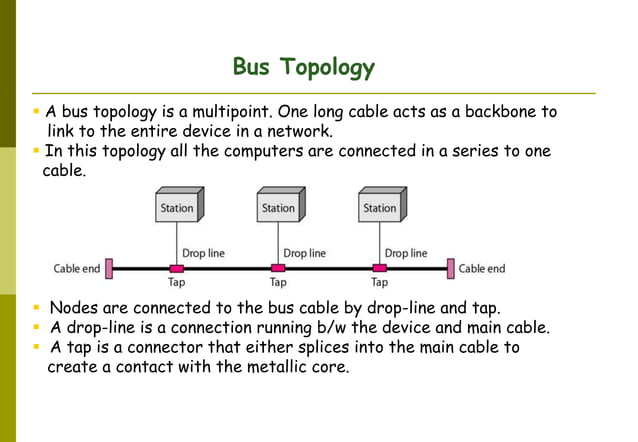 Bus Topology
▪ A bus topology is a multipoint. One long cable acts as a backbone to
link to the entire device in a network.
▪ In this topology all the computers are connected in a series to one
cable.
Station Station Station
Drop line Drop line Drop line
Cable end Cable end
Tap Tap Tap
▪ Nodes are connected to the bus cable by drop-line and tap.
▪ A drop-line is a connection running b/w the device and main cable.
▪ A tap is a connector that either splices into the main cable to
create a contact with the metallic core.